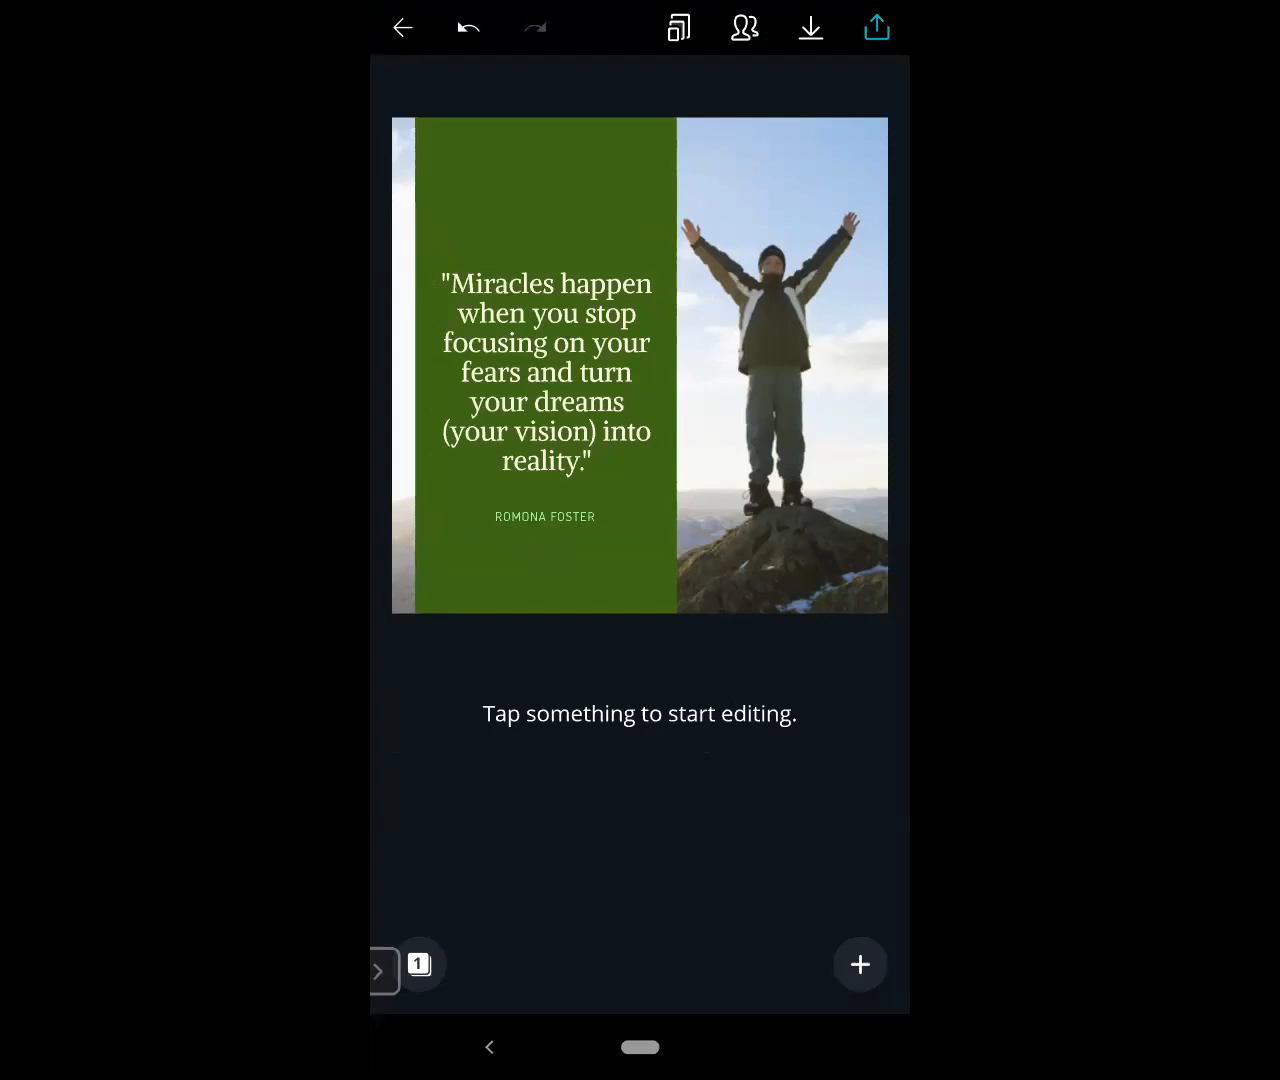 "Miracles happen
when you stop
focusing on your
fears and turn
your dreams
(your vision) into
reality."
ROMONA FOSTER
Tap something to start editing.
1